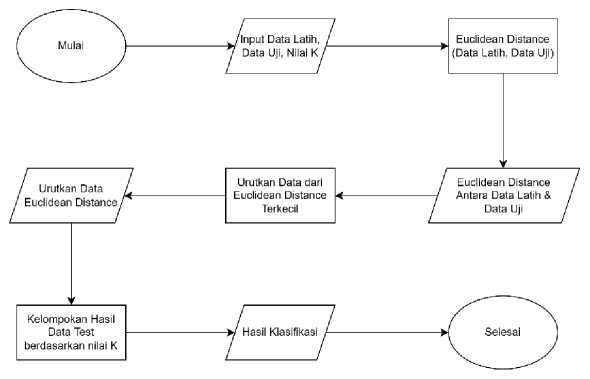 Mulai
Input Data Latih,
Data Uji, Nilai K
Euclidean Distance
(Data Latih, Data Uji)
Euclidean Distance
Antara Data Latih &
Data Uji
Urutkan Data dari
Euclidean Distance
Terkecil
Urutkan Data
Euclidean Distance
Kelompokan Hasil
Data Test
berdasarkan nilai K
Hasil Klasifikasi
Selesai